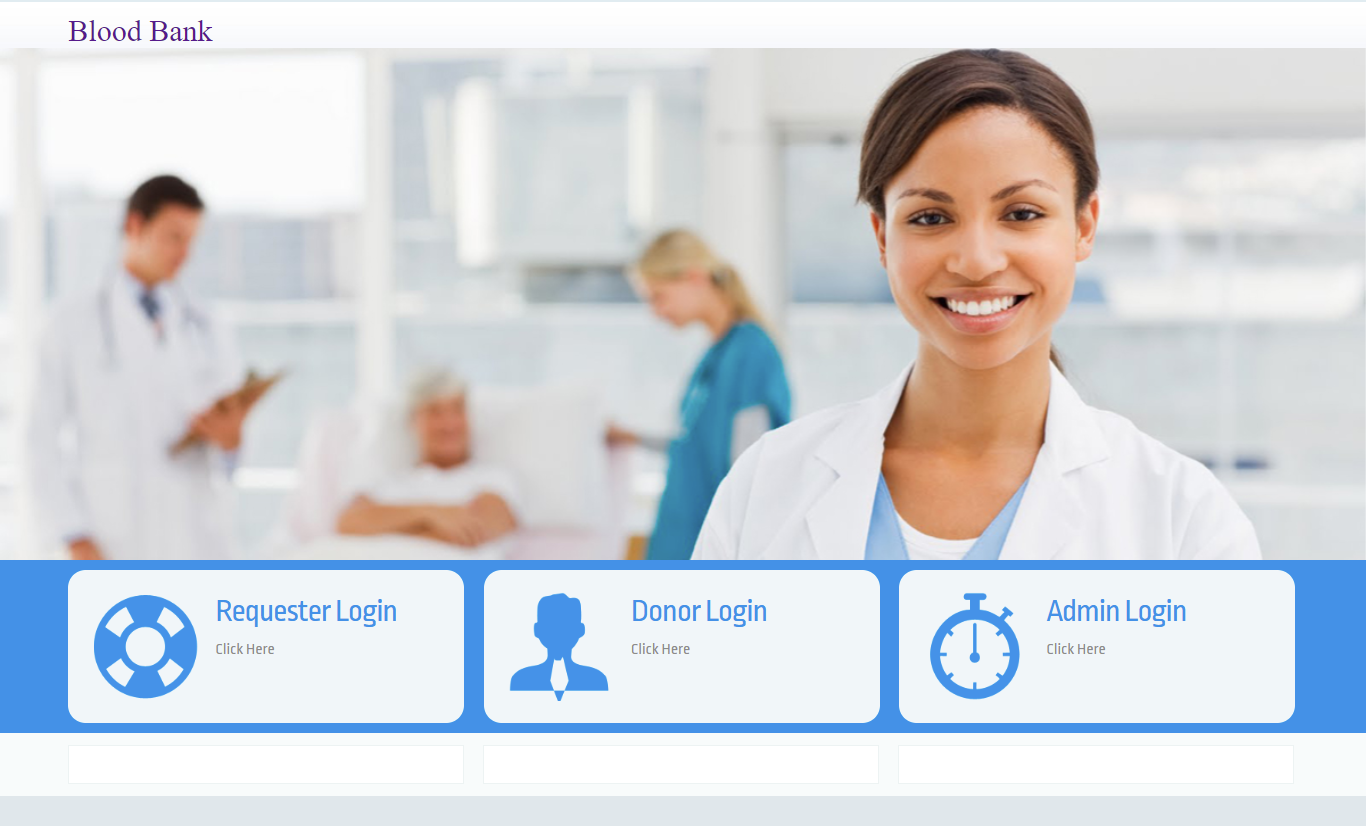 Blood Bank
Requester Login
Click Here
Donor Login
Click Here
Admin Login
Click Here